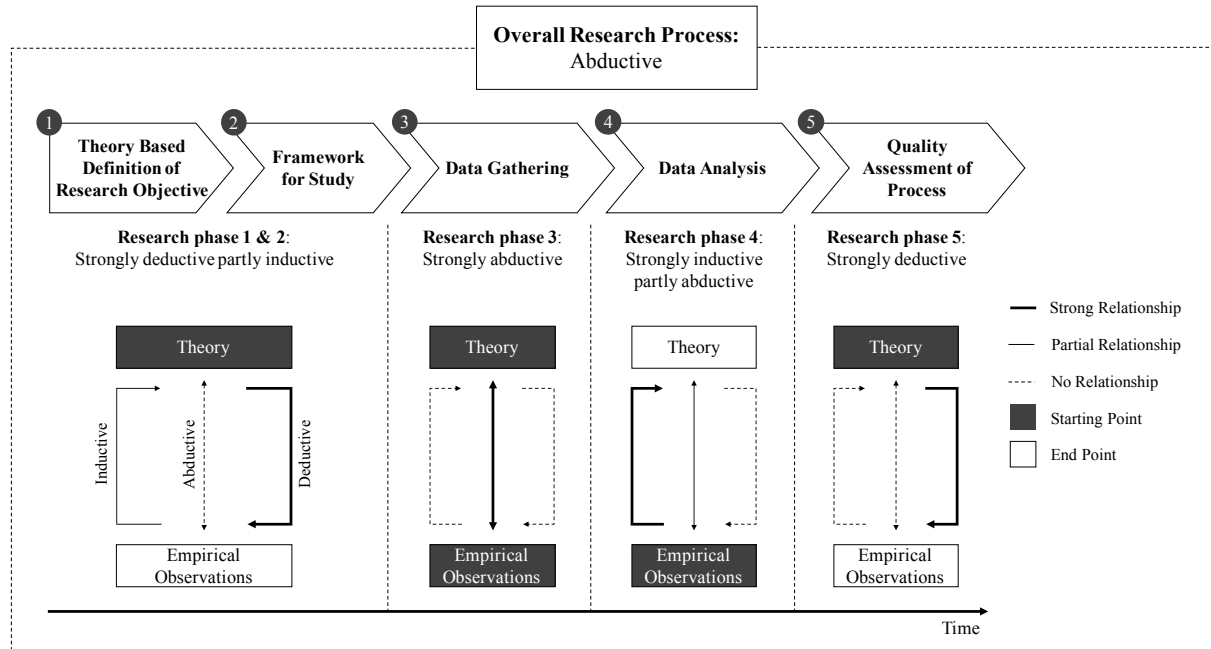 Overall Research Process:
Abductive
1
Theory Based
Definition of
Research Objective
2
Framework
for Study
3
Data Gathering
4
Data Analysis
5
Quality
Assessment of
Process
Research phase 1 & 2:
Strongly deductive partly inductive
Research phase 3:
Strongly abductive
Research phase 4:
Strongly inductive
partly abductive
Research phase 5:
Strongly deductive
Theory
Inductive
Abductive
Deductive
Empirical
Observations
Theory
Empirical
Observations
Theory
Empirical
Observations
Theory
Empirical
Observations
Strong Relationship
Partial Relationship
No Relationship
Starting Point
End Point
Time